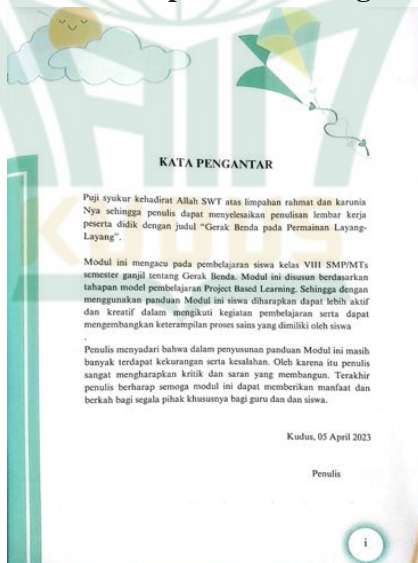 KATA PENGANTAR
Puji syukur kehadirat Allah SWT atas limpahan rahmat dan karunia
Nya sehingga penulis dapat menyelesaikan penulisan lembar kerja
peserta didik dengan judul “Gerak Benda pada Permainan Layang-
Layang”.
Modul ini mengacu pada pembelajaran siswa kelas VIII SMP/MTs
semester ganjil tentang Gerak Benda. Modul ini disusun berdasarkan
tahapan model pembelajaran Project Based Learning. Sehingga dengan
menggunakan panduan Modul ini siswa diharapkan dapat lebih aktif
dan kreatif dalam mengikuti kegiatan pembelajaran serta dapat
mengembangkan keterampilan proses sains yang dimiliki oleh siswa
.
Penulis menyadari bahwa dalam penyusunan panduan Modul ini masih
banyak terdapat kekurangan serta kesalahan. Oleh karena itu penulis
sangat mengharapkan kritik dan saran yang membangun. Terakhir
penulis berharap semoga modul ini dapat memberikan manfaat dan
berkah bagi segala pihak khususnya bagi guru dan dan siswa.
Kudus, 05 April 2023
Penulis
i